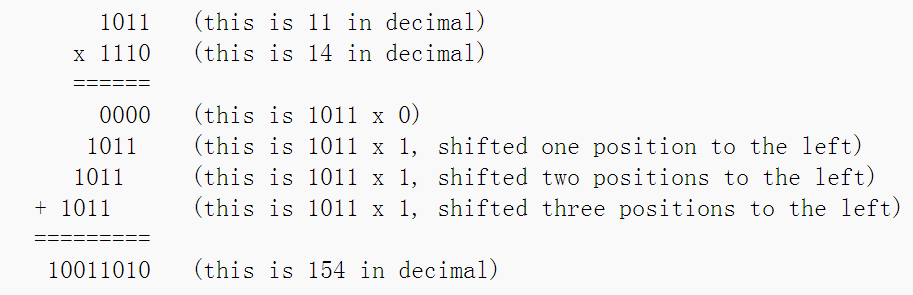 1011 (this is 11 in decimal)
x 1110 (this is 14 in decimal)
======
0000 (this is 1011 x 0)
1011 (this is 1011 x 1, shifted one position to the left)
1011 (this is 1011 x 1, shifted two positions to the left)
+ 1011 (this is 1011 x 1, shifted three positions to the left)
=========
10011010 (this is 154 in decimal)